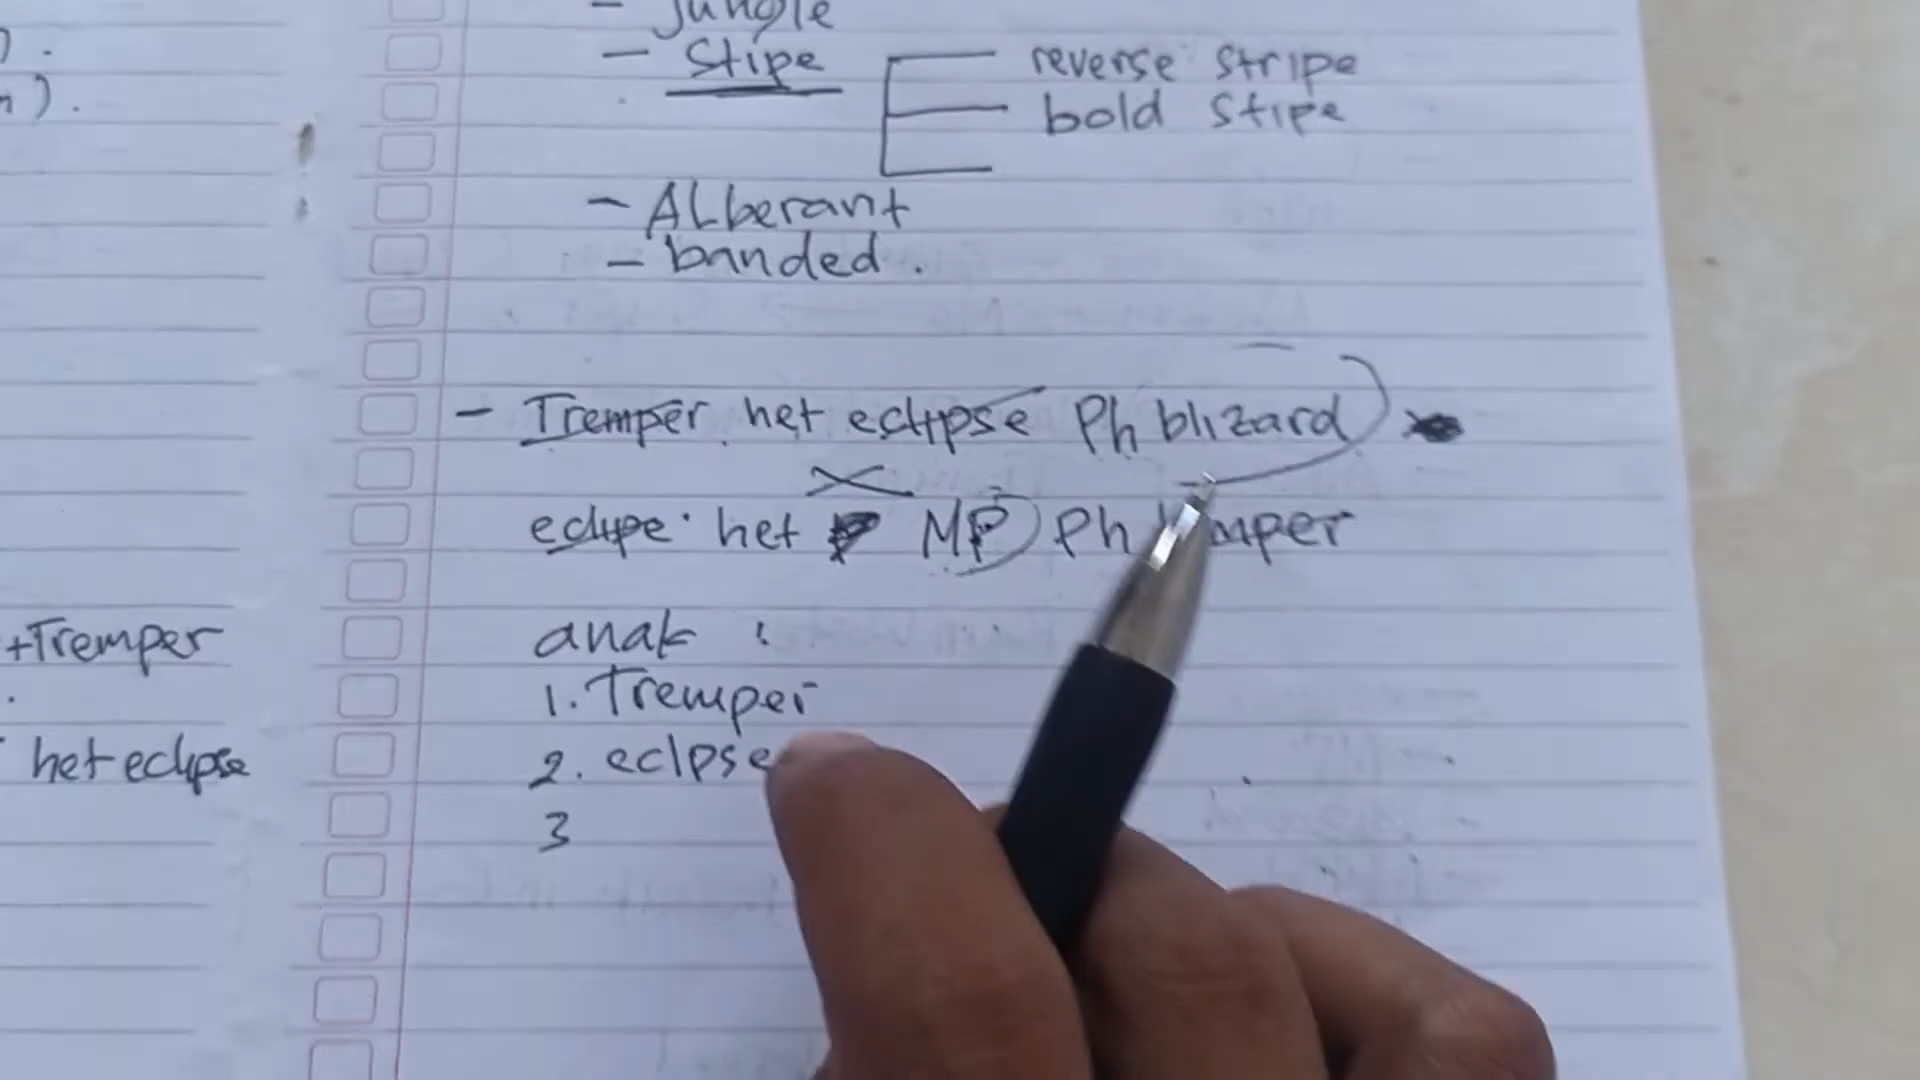 ).
n).
+Tremper
.
het eclpse
- jungle
- Stipe
reverse stripe
bold stipe
- ALberant
- banded.
- Tremper het eclipse Ph blizard
X
eclipe het MP Ph
anak :
1. Tremper
2. eclpse
3